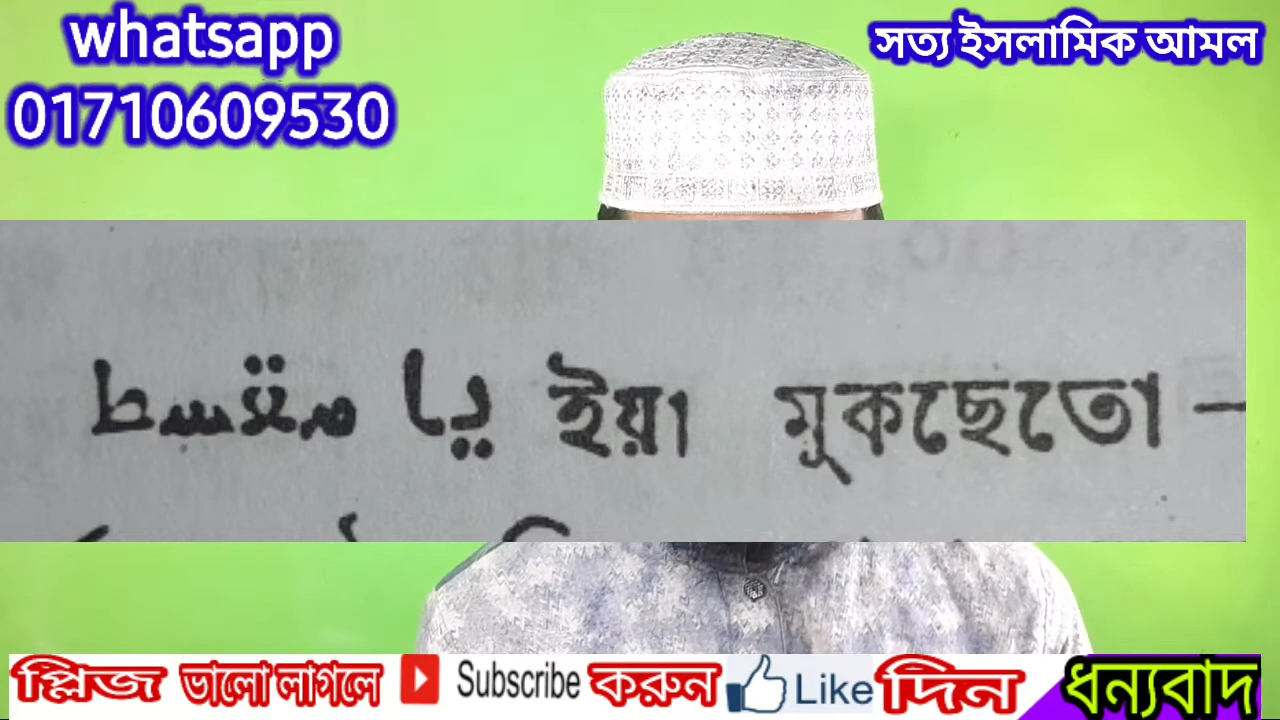 whatsapp
01710609530
সত্য ইসলামিক আমল
يا مقسط ইয়া মুকছেতো –
প্লিজ ভালো লাগলে Subscribe করুন Like দিন ধন্যবাদ